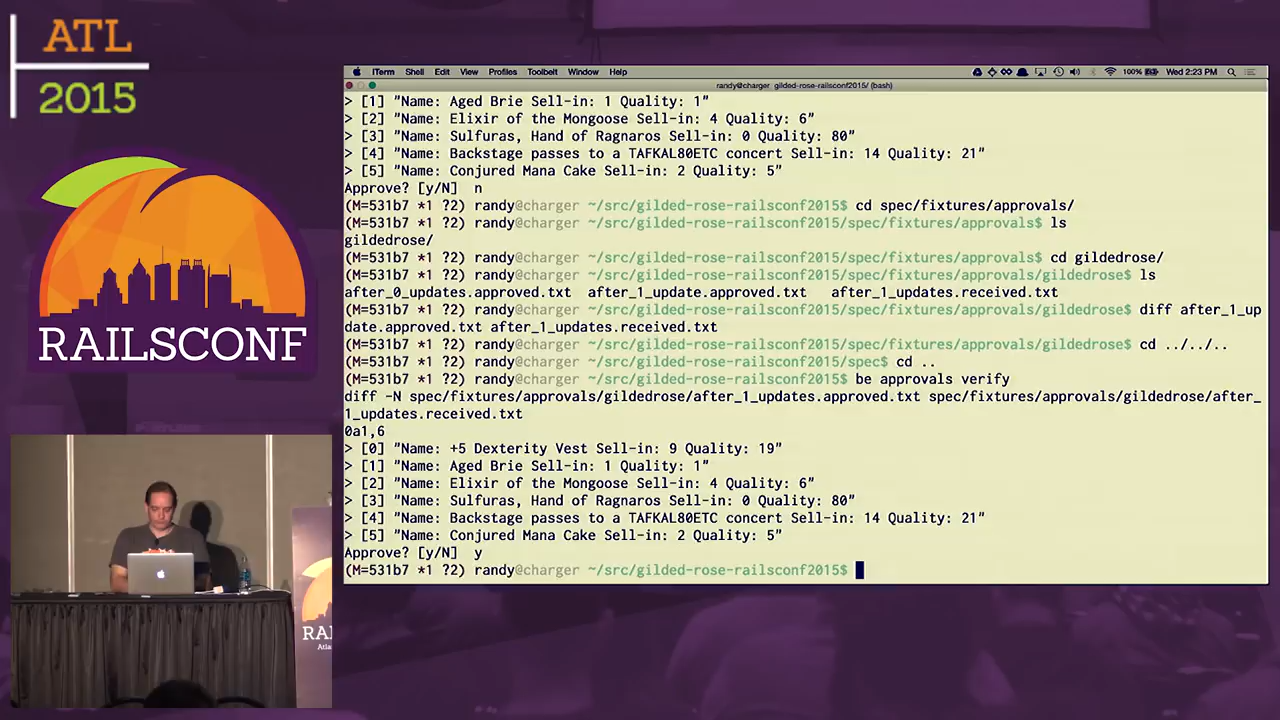 ATL
2015
RAILSCONF
iTerm Shell Edit View Profiles Toolbelt Window Help 100% Wed 2:23 PM
randy@charger gilded-rose-railsconf2015/ (bash)
> [1] "Name: Aged Brie Sell-in: 1 Quality: 1"
> [2] "Name: Elixir of the Mongoose Sell-in: 4 Quality: 6"
> [3] "Name: Sulfuras, Hand of Ragnaros Sell-in: 0 Quality: 80"
> [4] "Name: Backstage passes to a TAFKAL80ETC concert Sell-in: 14 Quality: 21"
> [5] "Name: Conjured Mana Cake Sell-in: 2 Quality: 5"
Approve? [y/N]  n
(M=531b7 *1 ?2) randy@charger ~/src/gilded-rose-railsconf2015$ cd spec/fixtures/approvals/
(M=531b7 *1 ?2) randy@charger ~/src/gilded-rose-railsconf2015/spec/fixtures/approvals$ ls
gildedrose/
(M=531b7 *1 ?2) randy@charger ~/src/gilded-rose-railsconf2015/spec/fixtures/approvals$ cd gildedrose/
(M=531b7 *1 ?2) randy@charger ~/src/gilded-rose-railsconf2015/spec/fixtures/approvals/gildedrose$ ls
after_0_updates.approved.txt  after_1_update.approved.txt   after_1_updates.received.txt
(M=531b7 *1 ?2) randy@charger ~/src/gilded-rose-railsconf2015/spec/fixtures/approvals/gildedrose$ diff after_1_up
date.approved.txt after_1_updates.received.txt
(M=531b7 *1 ?2) randy@charger ~/src/gilded-rose-railsconf2015/spec/fixtures/approvals/gildedrose$ cd ../../..
(M=531b7 *1 ?2) randy@charger ~/src/gilded-rose-railsconf2015/spec$ cd ..
(M=531b7 *1 ?2) randy@charger ~/src/gilded-rose-railsconf2015$ be approvals verify
diff -N spec/fixtures/approvals/gildedrose/after_1_updates.approved.txt spec/fixtures/approvals/gildedrose/after_
1_updates.received.txt
0a1,6
> [0] "Name: +5 Dexterity Vest Sell-in: 9 Quality: 19"
> [1] "Name: Aged Brie Sell-in: 1 Quality: 1"
> [2] "Name: Elixir of the Mongoose Sell-in: 4 Quality: 6"
> [3] "Name: Sulfuras, Hand of Ragnaros Sell-in: 0 Quality: 80"
> [4] "Name: Backstage passes to a TAFKAL80ETC concert Sell-in: 14 Quality: 21"
> [5] "Name: Conjured Mana Cake Sell-in: 2 Quality: 5"
Approve? [y/N]  y
(M=531b7 *1 ?2) randy@charger ~/src/gilded-rose-railsconf2015$
RA
Atla